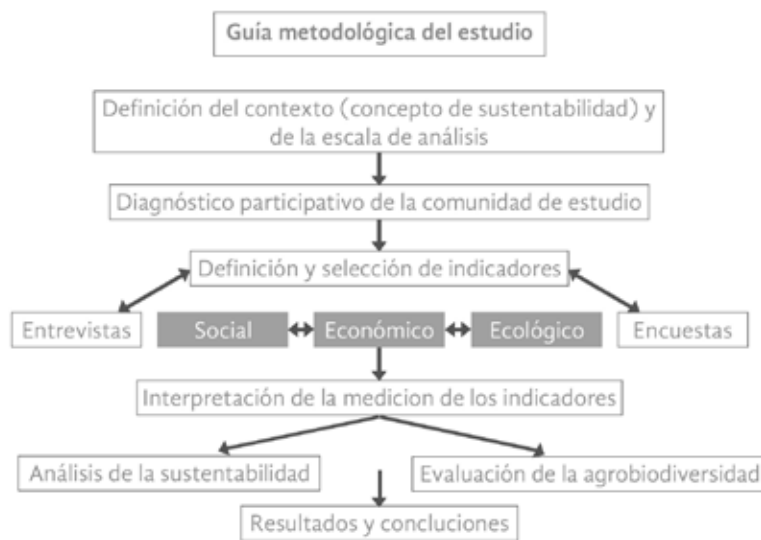 Guía metodológica del estudio
Definición del contexto (concepto de sustentabilidad) y
de la escala de análisis
Diagnóstico participativo de la comunidad de estudio
Definición y selección de indicadores
Entrevistas
Social
Económico
Ecológico
Encuestas
Interpretación de la medicion de los indicadores
Análisis de la sustentabilidad
Evaluación de la agrobiodiversidad
Resultados y concluciones